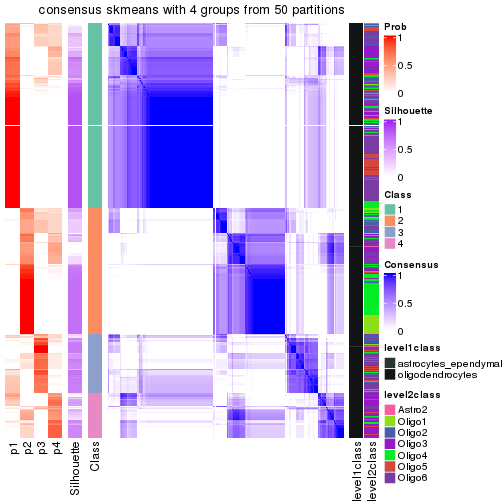 consensus skmeans with 4 groups from 50 partitions
Prob
1
0.5
0
Silhouette
1
0.5
0
Class
1
2
3
4
Consensus
1
0.5
0
level1class
astrocytes_ependymal
oligodendrocytes
level2class
Astro2
Oligo1
Oligo2
Oligo3
Oligo4
Oligo5
Oligo6
p1
p2
p3
p4
Silhouette
Class
level1class
level2class